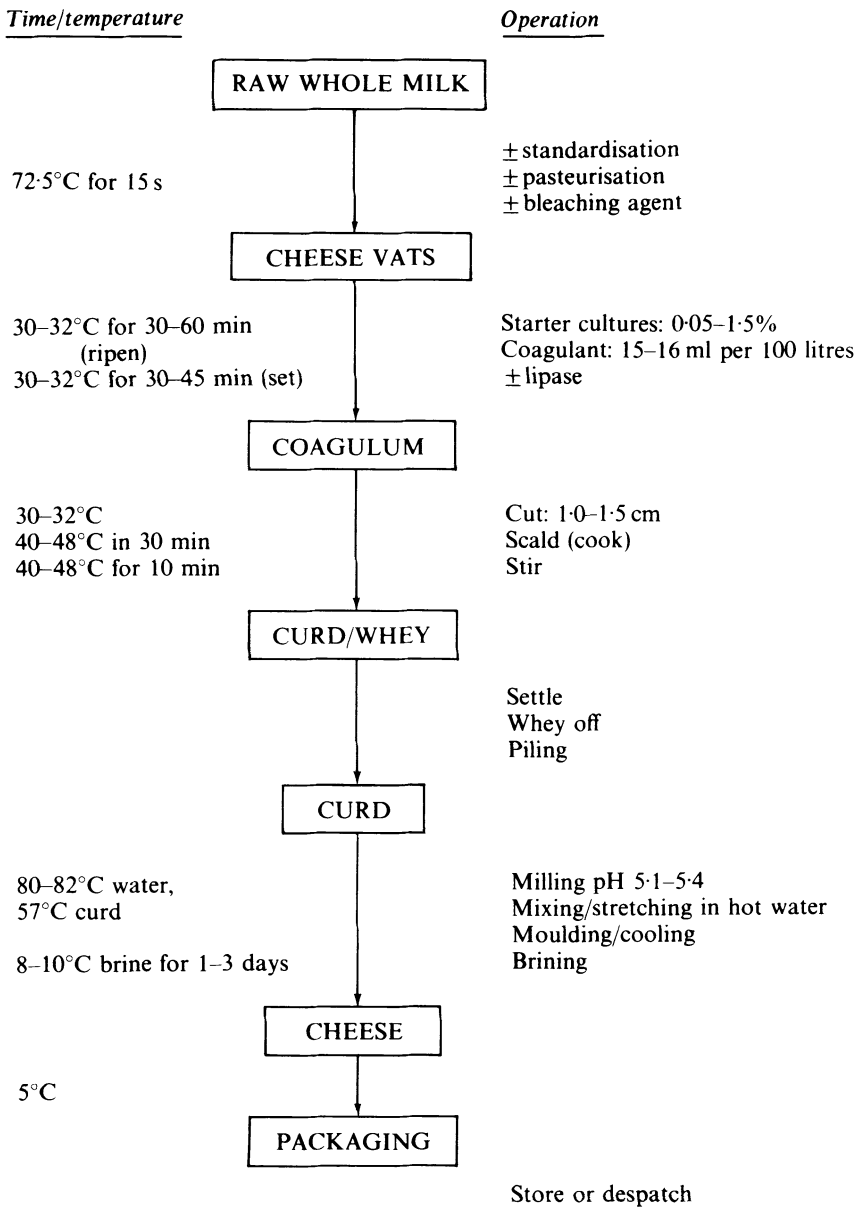 Time/temperature
Operation
RAW WHOLE MILK
72·5°C for 15 s
± standardisation
± pasteurisation
± bleaching agent
CHEESE VATS
30–32°C for 30–60 min
(ripen)
30–32°C for 30–45 min (set)
Starter cultures: 0·05–1·5%
Coagulant: 15–16 ml per 100 litres
± lipase
COAGULUM
30–32°C
40–48°C in 30 min
40–48°C for 10 min
Cut: 1·0–1·5 cm
Scald (cook)
Stir
CURD/WHEY
Settle
Whey off
Piling
CURD
80–82°C water,
57°C curd
8–10°C brine for 1–3 days
Milling pH 5·1–5·4
Mixing/stretching in hot water
Moulding/cooling
Brining
CHEESE
5°C
PACKAGING
Store or despatch